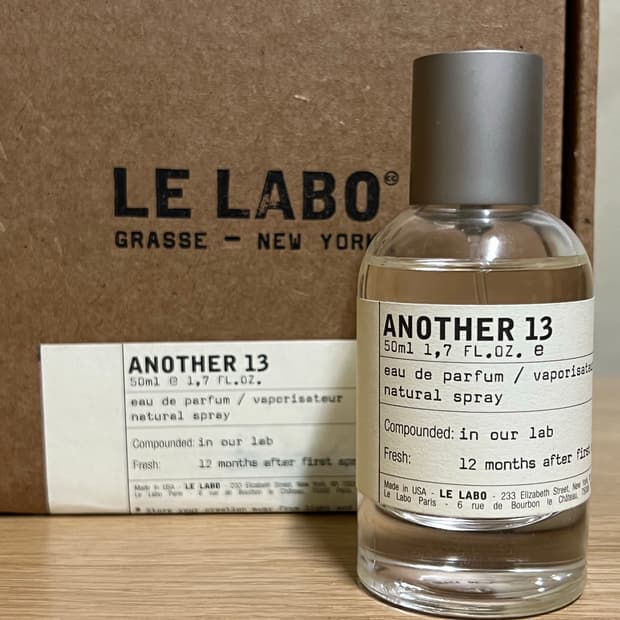 LE LABO
GRASSE — NEW YORK
ANOTHER 13
50ml e 1,7 FL.OZ.
eau de parfum / vaporisateur
natural spray
Compounded: in our lab
Fresh: 12 months after first
Made in USA - LE LABO - 233 Elizabeth Street, New York,
Le Labo Paris - 6 rue de Bourbon le Château,
ANOTHER 13
50ml 1,7 FL.OZ. e
eau de parfum /
natural spray
Compounded: in our lab
Fresh: 12 months after first
Made in USA - LE LABO - 233 Elizabeth Street,
Le Labo Paris - 6 rue de Bourbon le Château,